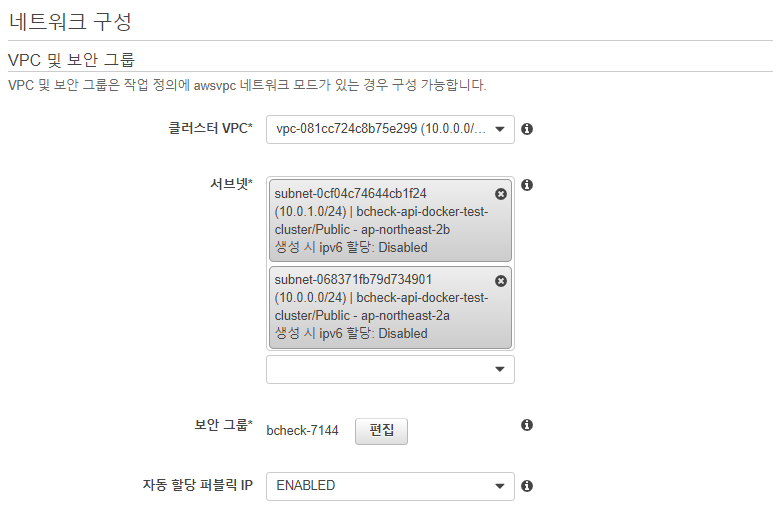 네트워크 구성
VPC 및 보안 그룹
VPC 및 보안 그룹은 작업 정의에 awsvpc 네트워크 모드가 있는 경우 구성 가능합니다.
클러스터 VPC* vpc-081cc724c8b75e299 (10.0.0.0/...
서브넷* subnet-0cf04c74644cb1f24
(10.0.1.0/24) | bcheck-api-docker-test-
cluster/Public - ap-northeast-2b
생성 시 ipv6 할당: Disabled
subnet-068371fb79d734901
(10.0.0.0/24) | bcheck-api-docker-test-
cluster/Public - ap-northeast-2a
생성 시 ipv6 할당: Disabled
보안 그룹* bcheck-7144 편집
자동 할당 퍼블릭 IP ENABLED